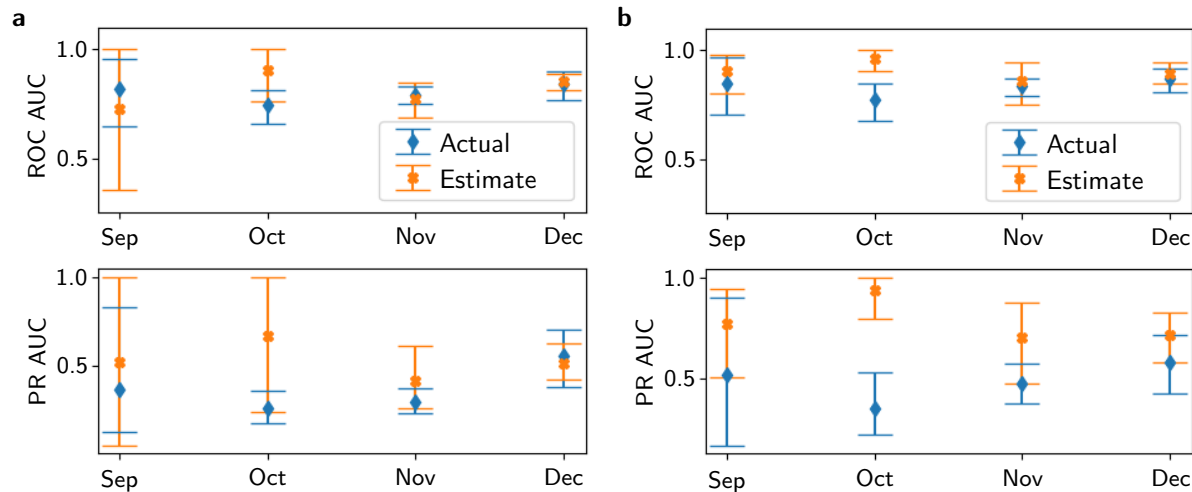 a
ROC AUC
1.0
0.5
Actual
Estimate
Sep Oct Nov Dec
PR AUC
1.0
0.5
Sep Oct Nov Dec
b
ROC AUC
1.0
0.5
Actual
Estimate
Sep Oct Nov Dec
PR AUC
1.0
0.5
Sep Oct Nov Dec